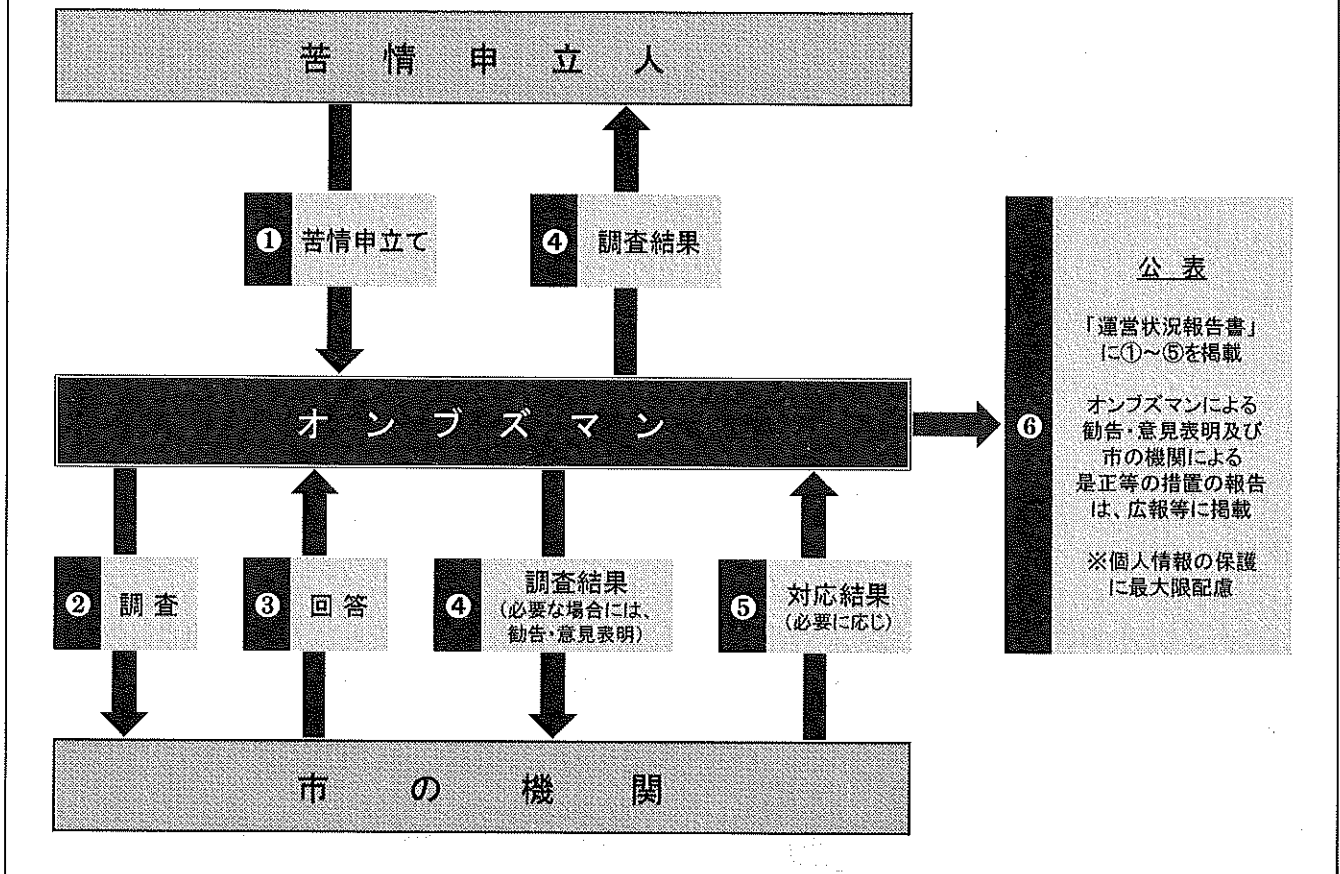 苦情申立人
❶ 苦情申立て
❹ 調査結果
オンブズマン
❷ 調査
❸ 回答
❹ 調査結果
(必要な場合には、
勧告・意見表明)
❺ 対応結果
(必要に応じ)
市の機関
❻
公表
「運営状況報告書」
に①~⑤を掲載
オンブズマンによる
勧告・意見表明及び
市の機関による
是正等の措置の報告
は、広報等に掲載
※個人情報の保護
に最大限配慮